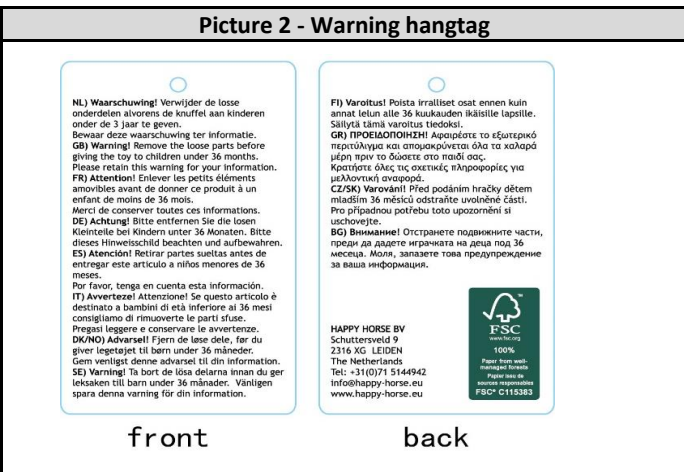 Picture 2 - Warning hangtag
NL) Waarschuwing! Verwijder de losse
onderdelen alvorens de knuffel aan kinderen
onder de 3 jaar te geven.
Bewaar deze waarschuwing ter informatie.
GB) Warning! Remove the loose parts before
giving the toy to children under 36 months.
Please retain this warning for your information.
FR) Attention! Enlever les petits éléments
amovibles avant de donner ce produit à un
enfant de moins de 36 mois.
Merci de conserver toutes ces informations.
DE) Achtung! Bitte entfernen Sie die losen
Kleinteile bei Kindern unter 36 Monaten. Bitte
dieses Hinweisschild beachten und aufbewahren.
ES) Atención! Retirar partes sueltas antes de
entregar este artículo a niños menores de 36
meses.
Por favor, tenga en cuenta esta información.
IT) Avverteze! Attenzione! Se questo articolo è
destinato a bambini di età inferiore ai 36 mesi
consigliamo di rimuoverte le parti sfuse.
Pregasi leggere e conservare le avvertenze.
DK/NO) Advarsel! Fjern de løse dele, før du
giver legetøjet til børn under 36 måneder.
Gem venligst denne advarsel til din information.
SE) Varning! Ta bort de lösa delarna innan du ger
leksaken till barn under 36 månader. Vänligen
spara denna varning för din information.
front
FI) Varoitus! Poista irralliset osat ennen kuin
annat lelun alle 36 kuukauden ikäisille lapsille.
Säilytä tämä varoitus tiedoksi.
GR) ΠΡΟΕΙΔΟΠΟΙΗΣΗ! Αφαιρέστε το εξωτερικό
περιτύλιγμα και απομακρύνεται όλα τα χαλαρά
μέρη πριν το δώσετε στο παιδί σας.
Κρατήστε όλες τις σχετικές πληροφορίες για
μελλοντική αναφορά.
CZ/SK) Varování! Před podáním hračky dětem
mladším 36 měsíců odstraňte uvolněné části.
Pro případnou potřebu toto upozornění si
uschovejte.
BG) Внимание! Отстранете подвижните части,
преди да дадете играчката на деца под 36
месеца. Моля, запазете това предупреждение
за ваша информация.
HAPPY HORSE BV
Schuttersveld 9
2316 XG LEIDEN
The Netherlands
Tel: +31(0)71 5144942
info@happy-horse.eu
www.happy-horse.eu
FSC
www.fsc.org
100%
Paper from well-
managed forests
Papier issu de
sources responsables
FSC® C115383
back